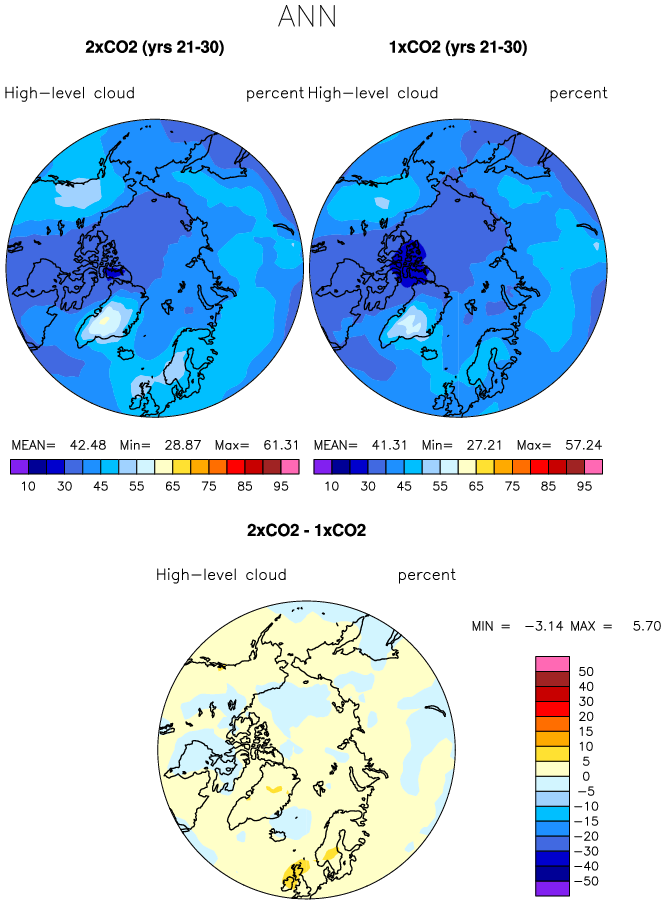 ANN
2xCO2 (yrs 21-30) 1xCO2 (yrs 21-30)
High-level cloud percent High-level cloud percent
MEAN= 42.48 Min= 28.87 Max= 61.31 MEAN= 41.31 Min= 27.21 Max= 57.24
10 30 45 55 65 75 85 95 10 30 45 55 65 75 85 95
2xCO2 - 1xCO2
High-level cloud percent
MIN = -3.14 MAX = 5.70
50
40
30
20
15
10
5
0
-5
-10
-15
-20
-30
-40
-50